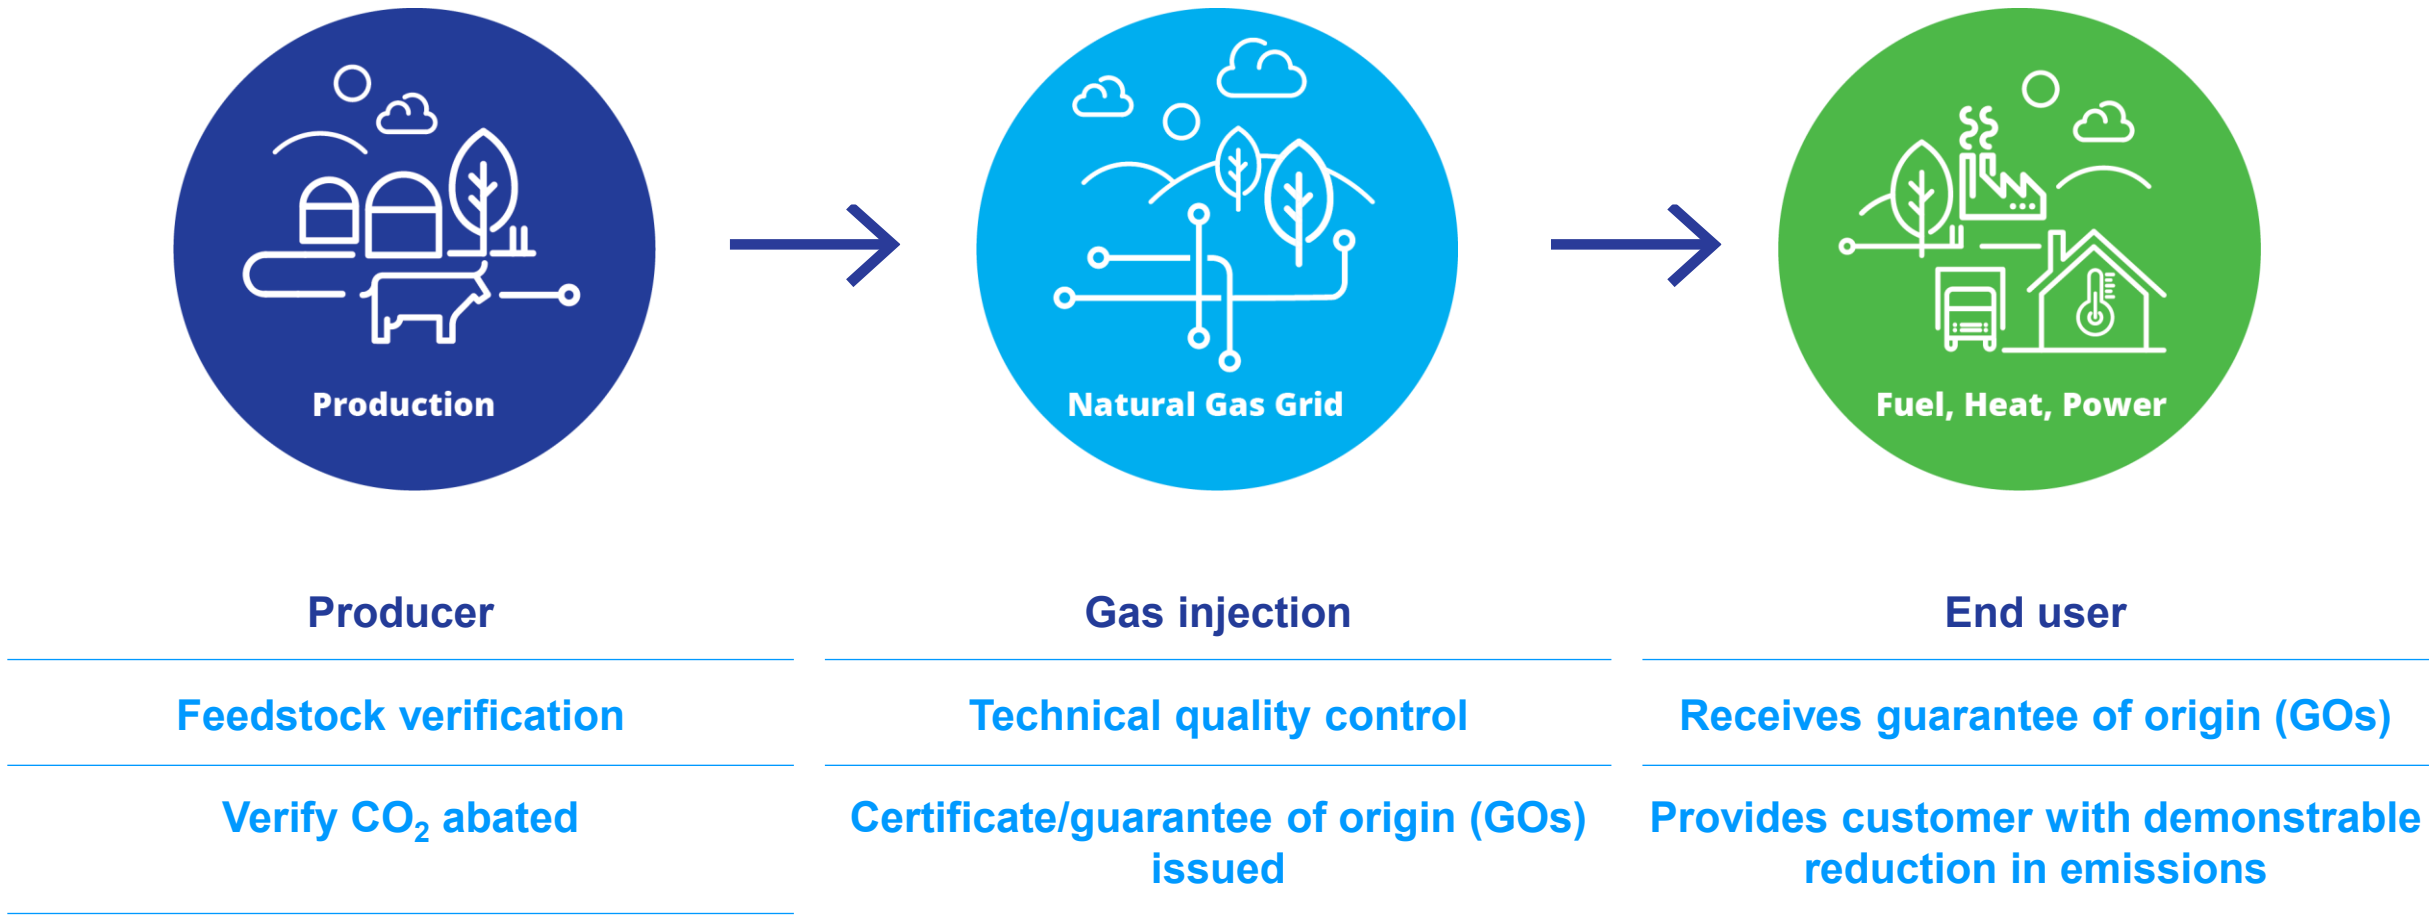 Production
Natural Gas Grid
Fuel, Heat, Power
Producer
Gas injection
End user
Feedstock verification
Technical quality control
Receives guarantee of origin (GOs)
Verify CO₂ abated
Certificate/guarantee of origin (GOs)
issued
Provides customer with demonstrable
reduction in emissions